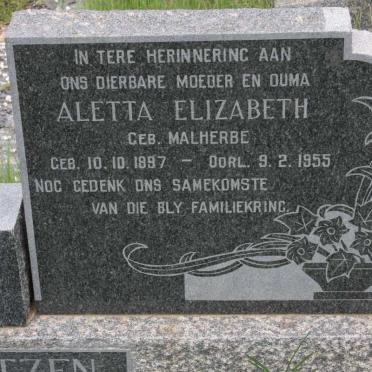 IN TERE HERINNERING AAN
ONS DIERBARE MOEDER EN OUMA
ALETTA ELIZABETH
GEB. MALHERBE
GEB. 10.10.1897 – OORL. 9.2.1955
NOG GEDENK ONS SAMEKOMSTE
VAN DIE BLY FAMILIEKRING.